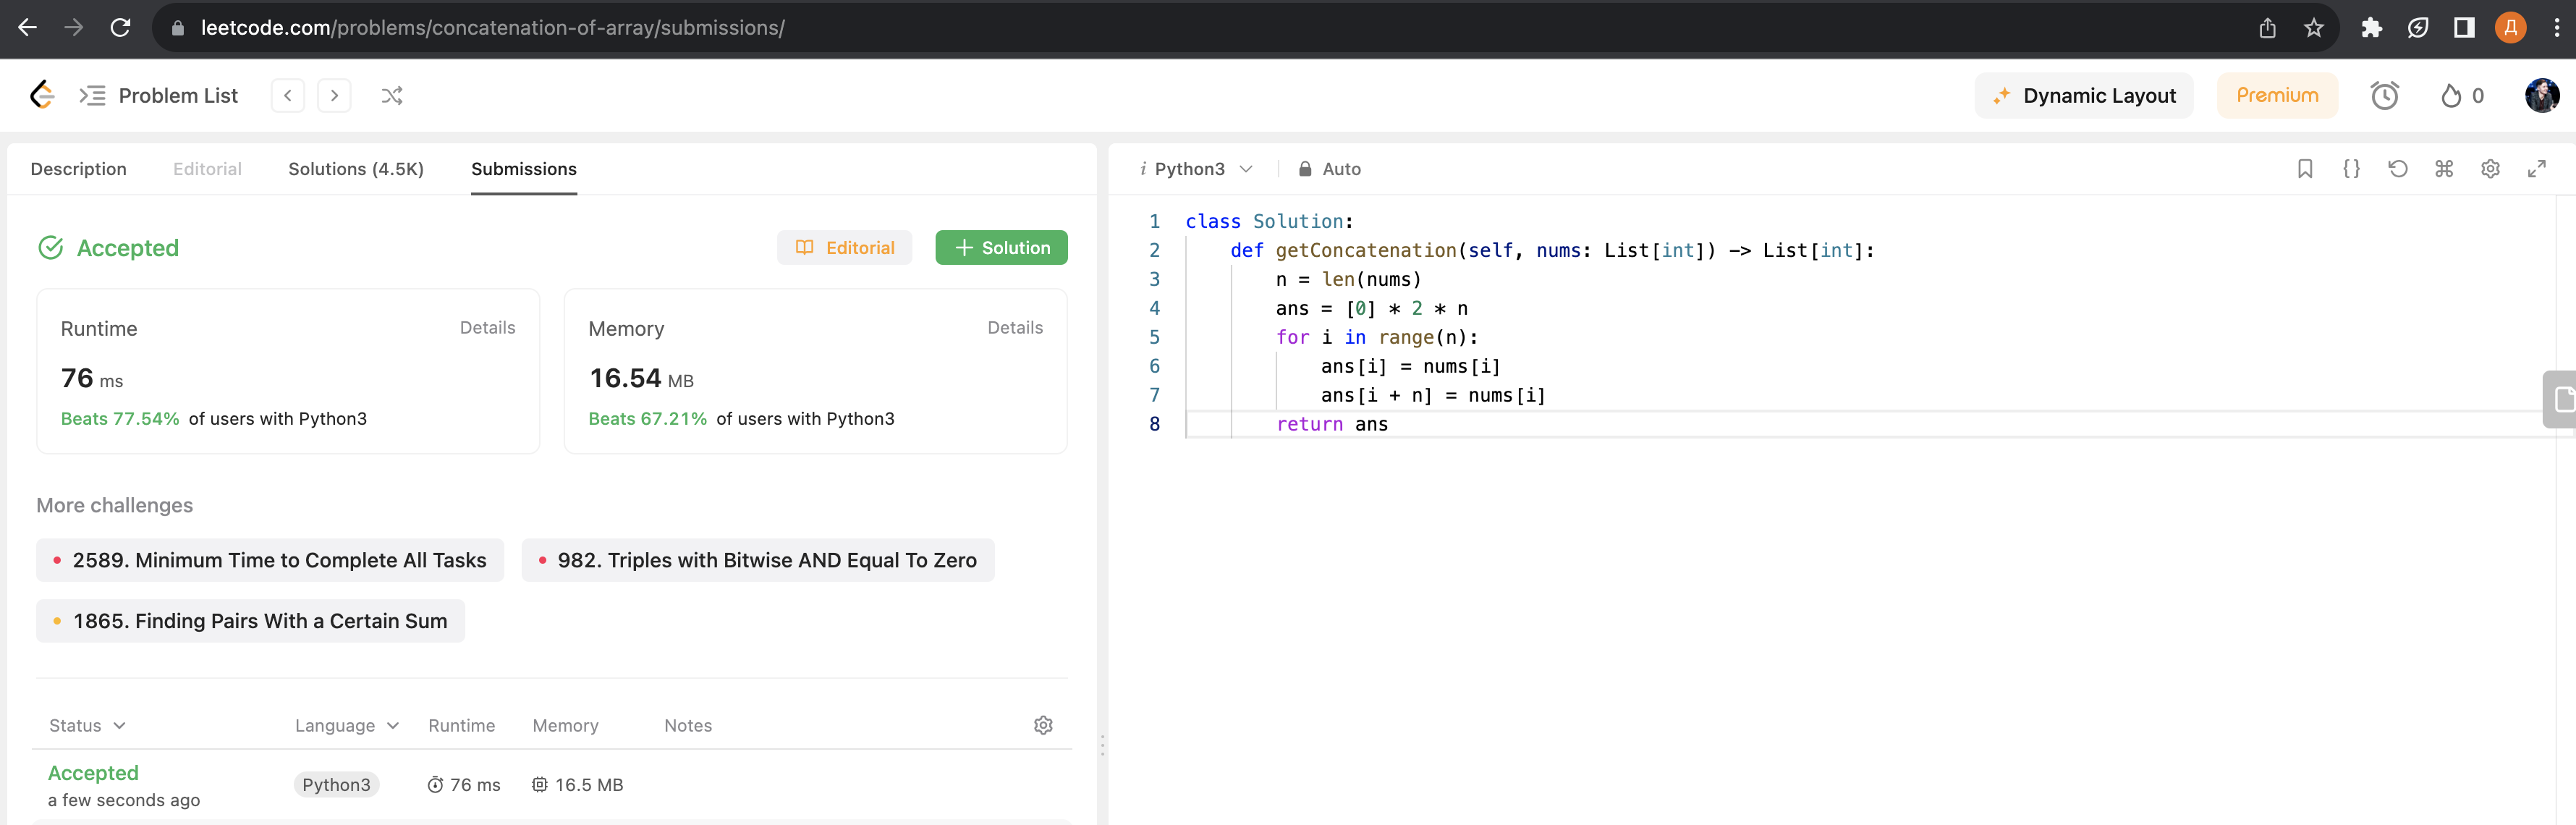 leetcode.com/problems/concatenation-of-array/submissions/
Д
Problem List
Dynamic Layout
Premium
0
Description Editorial Solutions (4.5K) Submissions
Accepted
Editorial
Solution
Runtime Details
76 ms
Beats 77.54% of users with Python3
Memory Details
16.54 MB
Beats 67.21% of users with Python3
More challenges
2589. Minimum Time to Complete All Tasks
982. Triples with Bitwise AND Equal To Zero
1865. Finding Pairs With a Certain Sum
Status Language Runtime Memory Notes
Accepted
a few seconds ago
Python3 76 ms 16.5 MB
i Python3 Auto
{}
1 class Solution:
2     def getConcatenation(self, nums: List[int]) -> List[int]:
3         n = len(nums)
4         ans = [0] * 2 * n
5         for i in range(n):
6             ans[i] = nums[i]
7             ans[i + n] = nums[i]
8         return ans